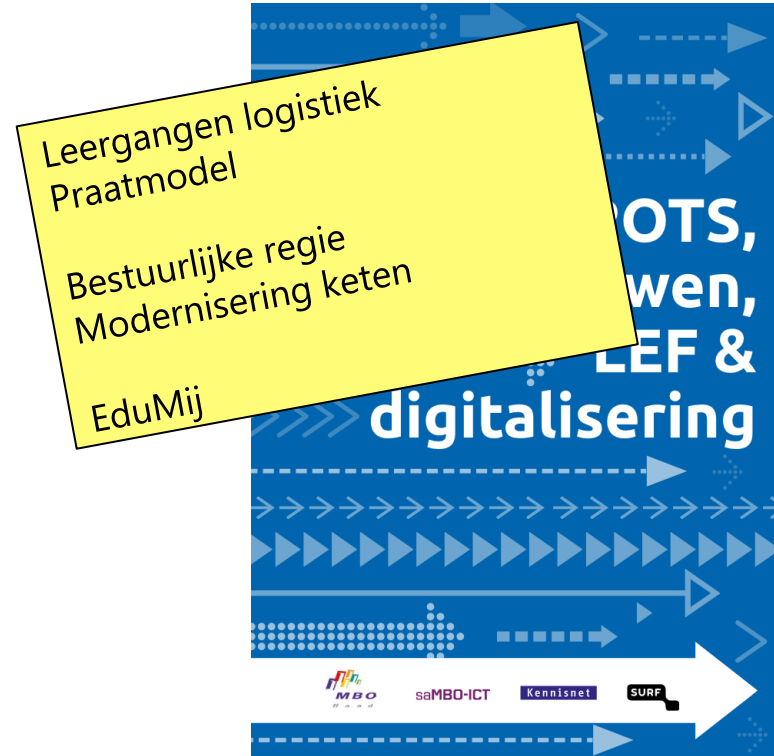 Leergangen logistiek
Praatmodel
Bestuurlijke regie
Modernisering keten
EduMij
OTS,
wen,
LEF &
digitalisering
MBO
Raad
saMBO-ICT
Kennisnet
SURF